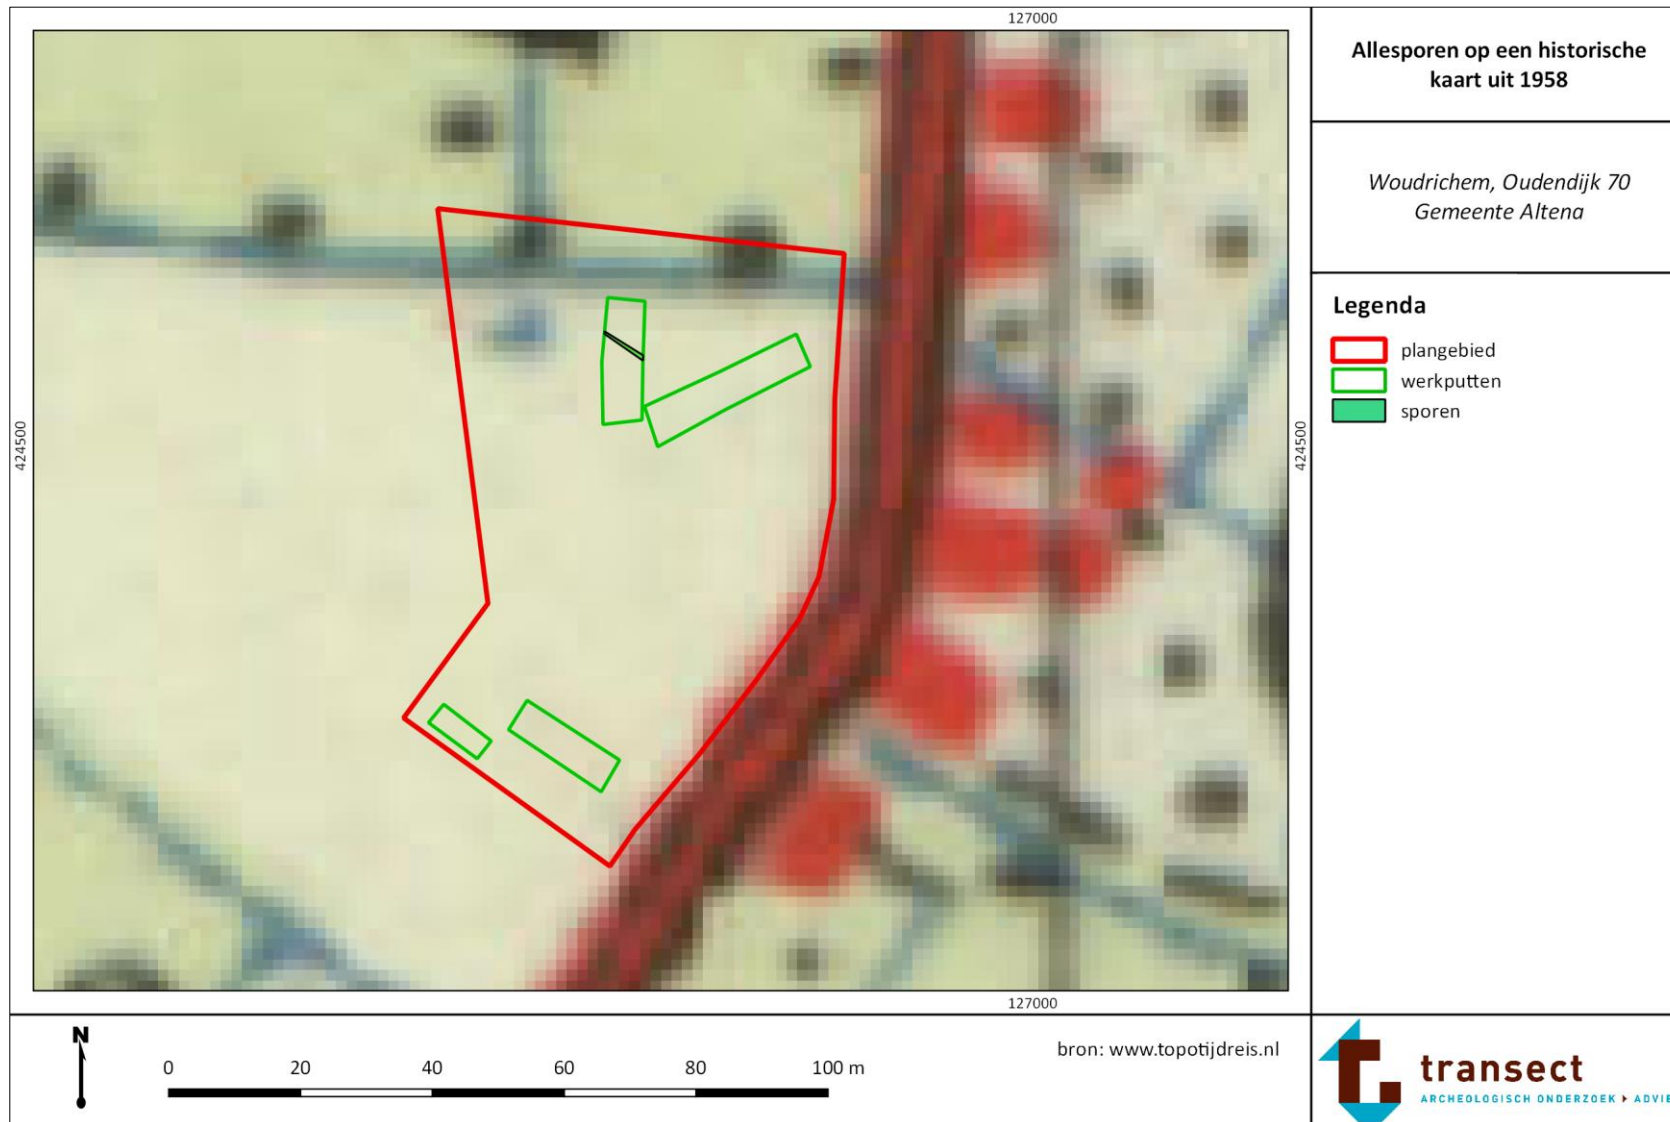 127000
Allesporen op een historische
kaart uit 1958
Woudrichem, Oudendijk 70
Gemeente Altena
Legenda
plangebied
werkputten
sporen
424500
424500
127000
N
0 20 40 60 80 100 m
bron: www.topotijdreis.nl
transect
ARCHEOLOGISCH ONDERZOEK ▸ ADVIE